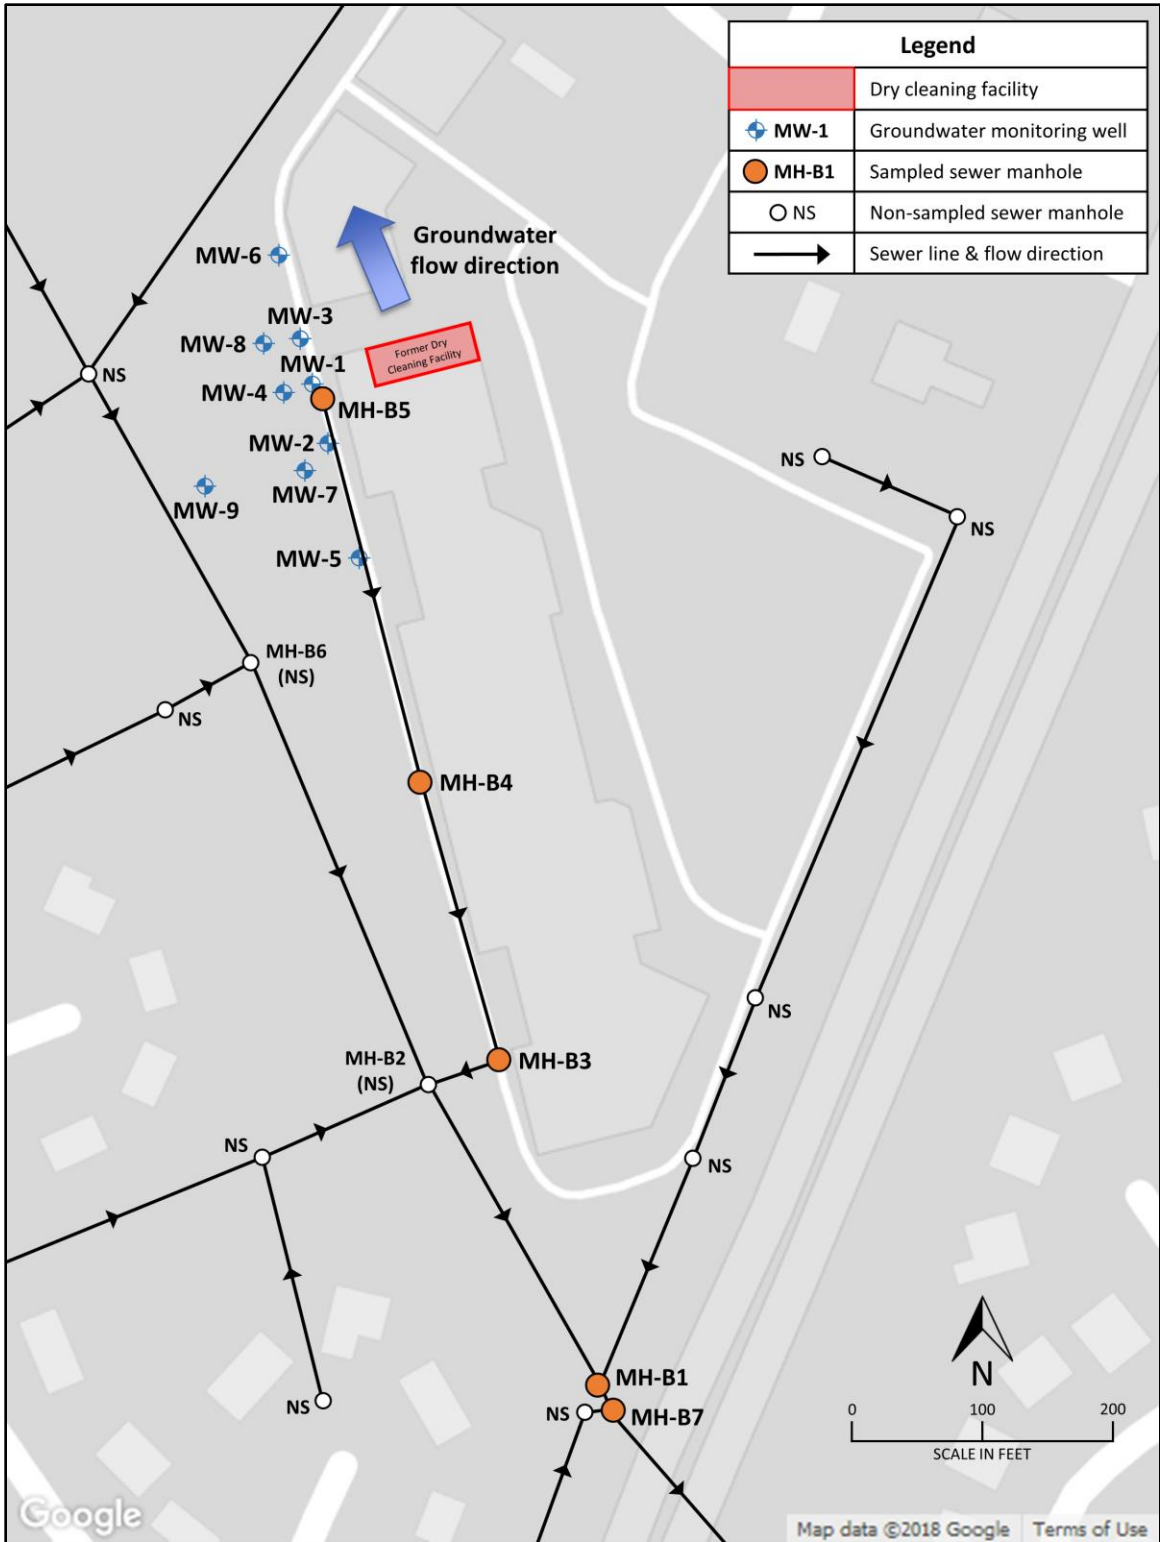 Legend
Dry cleaning facility
MW-1 Groundwater monitoring well
MH-B1 Sampled sewer manhole
NS Non-sampled sewer manhole
Sewer line & flow direction
Groundwater
flow direction
MW-6
MW-3
MW-8
MW-1
Former Dry
Cleaning Facility
NS
MW-4
MH-B5
MW-2
NS
MW-7
MW-9
NS
MW-5
MH-B6
(NS)
NS
MH-B4
NS
MH-B2
(NS)
MH-B3
NS
NS
MH-B1
NS
NS
MH-B7
N
0 100 200
SCALE IN FEET
Google
Map data ©2018 Google Terms of Use